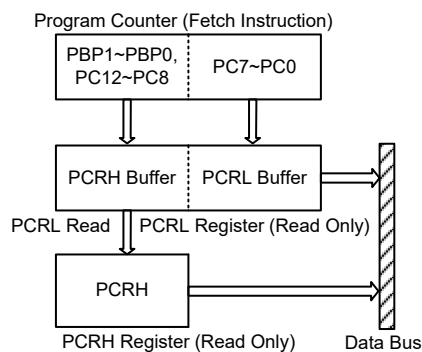 Program Counter (Fetch Instruction)
PBP1~PBP0,
PC12~PC8
PC7~PC0
PCRH Buffer
PCRL Buffer
PCRL Read
PCRL Register (Read Only)
PCRH
PCRH Register (Read Only)
Data Bus